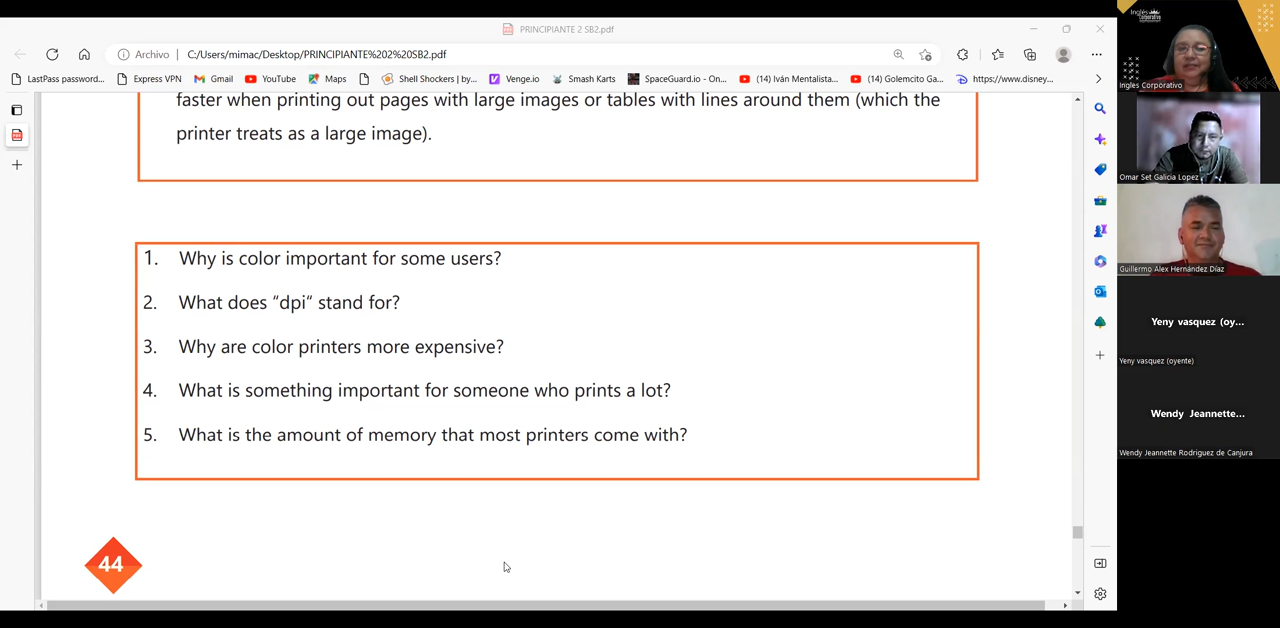 PRINCIPIANTE 2 SB2.pdf
Archivo | C:/Users/mimac/Desktop/PRINCIPIANTE%202%20SB2.pdf
LastPass password... Express VPN Gmail YouTube Maps Shell Shockers | by... Venge.io Smash Karts SpaceGuard.io - On... (14) Iván Mentalista... (14) Golemcito Ga... https://www.disney...
faster when printing out pages with large images or tables with lines around them (which the
printer treats as a large image).
1. Why is color important for some users?
2. What does “dpi“ stand for?
3. Why are color printers more expensive?
4. What is something important for someone who prints a lot?
5. What is the amount of memory that most printers come with?
44
Inglés
Corporativo
Ingles Corporativo
Omar Set Galicia Lopez
Guillermo Alex Hernández Díaz
Yeny vasquez (oy...
Yeny vasquez (oyente)
Wendy Jeannette...
Wendy Jeannette Rodriguez de Canjura